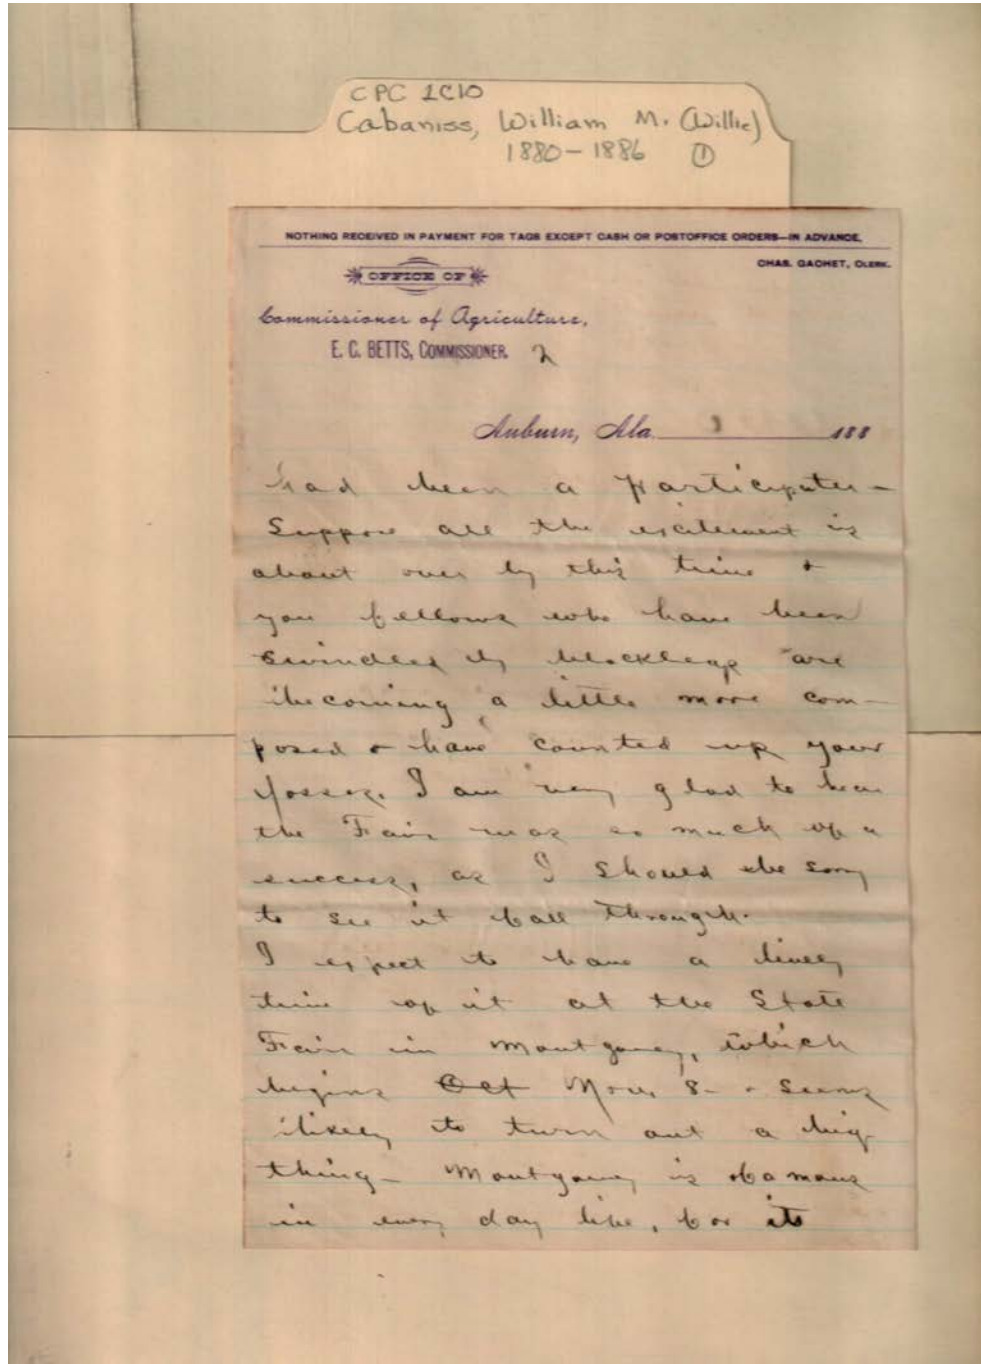 CPC 1C10
Cabaniss, William M. (Willie)
1880-1886 ①
NOTHING RECEIVED IN PAYMENT FOR TAGS EXCEPT CASH OR POSTOFFICE ORDERS—IN ADVANCE.
CHAS. GACHET, CLERK.
OFFICE OF
Commissioner of Agriculture,
E. C. BETTS, COMMISSIONER.
2
Auburn, Ala. 188
had been a participater -
Suppose all the excitement is
about over by this time &
you fellows who have been
swindled by blacklegs are
becoming a little more com-
posed & have counted up your
losses. I am very glad to hear
the Fair was so much of a
success, as I should be sorry
to see it fall through.
I expect to have a lively
time of it at the State
Fair in Montgomey, which
begins Oct Nov. 8 - & seems
likely to turn out a big
thing - Montgomey is famous
in every day life, for its